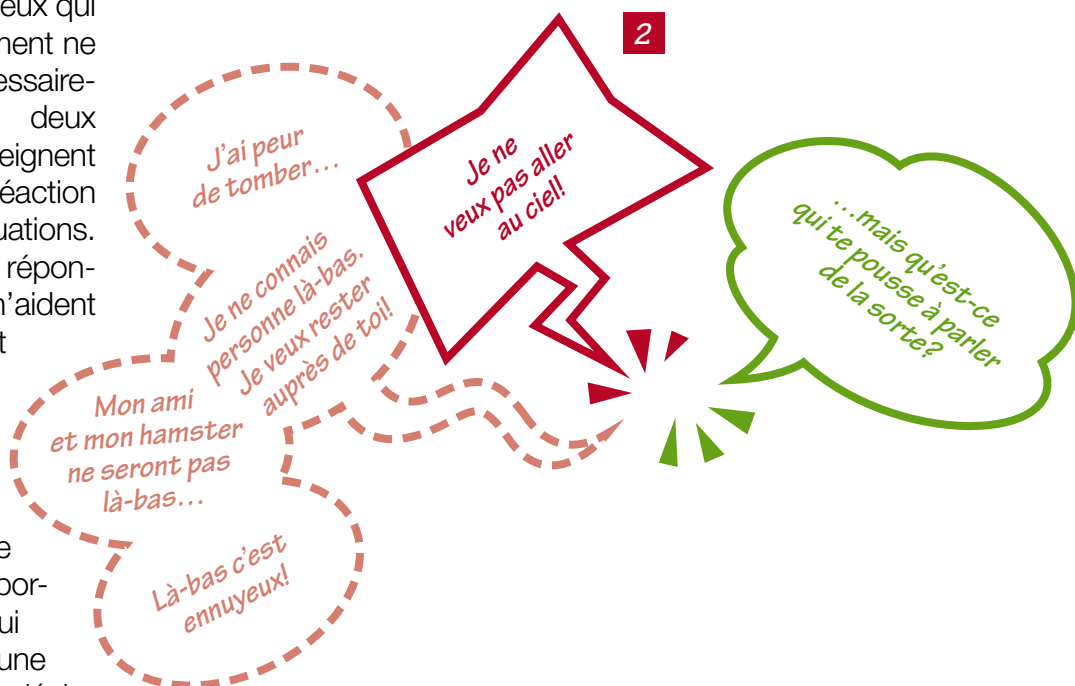 eux qui
ment ne
essaire-
deux
eignent
éaction
uations.
répon-
n'aident
t
e
por-
ui
une
2
J'ai peur
de tomber...
Je ne connais
personne là-bas.
Je veux rester
auprès de toi!
Mon ami
et mon hamster
ne seront pas
là-bas...
Là-bas c'est
ennuyeux!
Je ne
veux pas aller
au ciel!
...mais qu'est-ce
qui te pousse à parler
de la sorte?